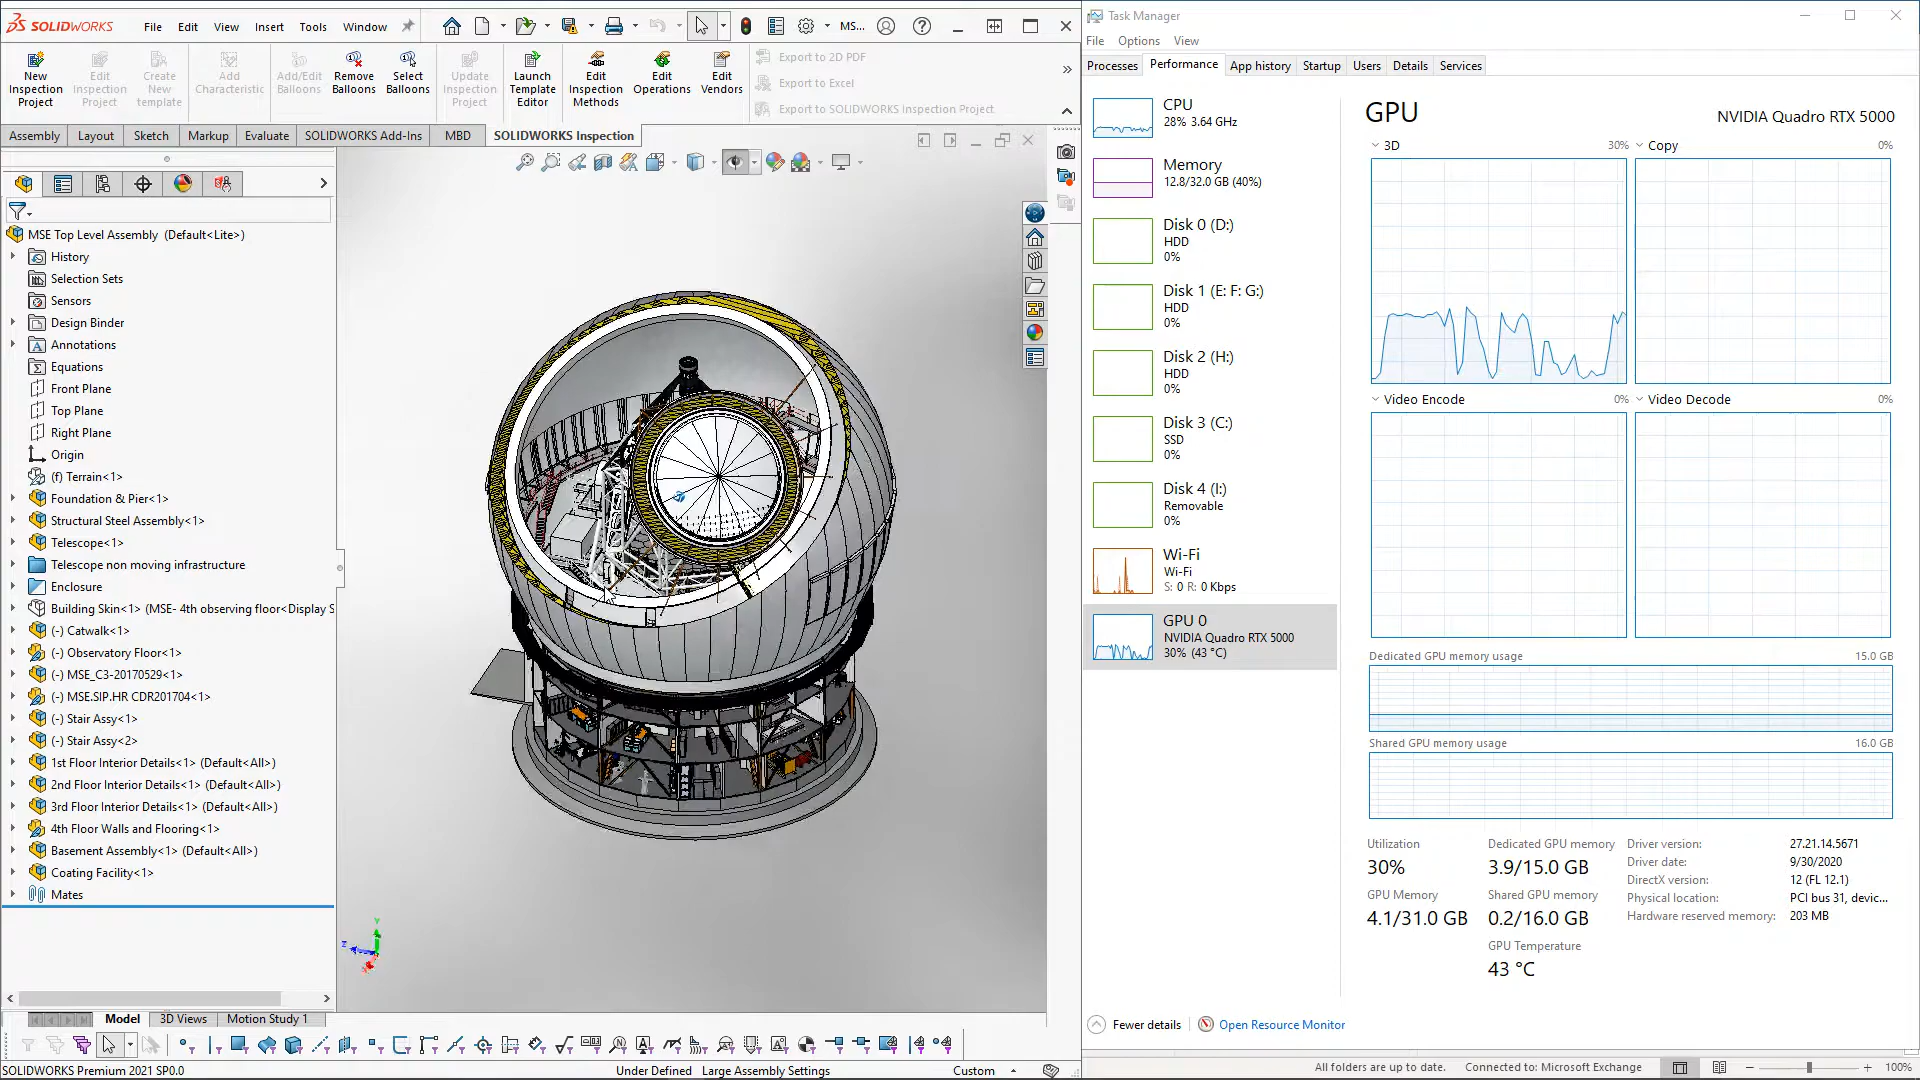 SOLIDWORKS
File Edit View Insert Tools Window
MS...
New Inspection Project
Edit Inspection Project
Create New template
Add Characteristic
Add/Edit Balloons
Remove Balloons
Select Balloons
Update Inspection Project
Launch Template Editor
Edit Inspection Methods
Edit Operations
Edit Vendors
Export to 2D PDF
Export to Excel
Export to SOLIDWORKS Inspection Project
Assembly Layout Sketch Markup Evaluate SOLIDWORKS Add-Ins MBD SOLIDWORKS Inspection
MSE Top Level Assembly (Default<Lite>)
History
Selection Sets
Sensors
Design Binder
Annotations
Equations
Front Plane
Top Plane
Right Plane
Origin
(f) Terrain<1>
Foundation & Pier<1>
Structural Steel Assembly<1>
Telescope<1>
Telescope non moving infrastructure
Enclosure
Building Skin<1> (MSE- 4th observing floor<Display S
(-) Catwalk<1>
(-) Observatory Floor<1>
(-) MSE_C3-20170529<1>
(-) MSE.SIP.HR CDR201704<1>
(-) Stair Assy<1>
(-) Stair Assy<2>
1st Floor Interior Details<1> (Default<All>)
2nd Floor Interior Details<1> (Default<All>)
3rd Floor Interior Details<1> (Default<All>)
4th Floor Walls and Flooring<1>
Basement Assembly<1> (Default<All>)
Coating Facility<1>
Mates
Y
Z
Model 3D Views Motion Study 1
SOLIDWORKS Premium 2021 SP0.0
Under Defined Large Assembly Settings Custom
Task Manager
File Options View
Processes Performance App history Startup Users Details Services
CPU
28% 3.64 GHz
Memory
12.8/32.0 GB (40%)
Disk 0 (D:)
HDD
0%
Disk 1 (E: F: G:)
HDD
0%
Disk 2 (H:)
HDD
0%
Disk 3 (C:)
SSD
0%
Disk 4 (I:)
Removable
0%
Wi-Fi
Wi-Fi
S: 0 R: 0 Kbps
GPU 0
NVIDIA Quadro RTX 5000
30% (43 °C)
GPU
NVIDIA Quadro RTX 5000
3D 30%
Copy 0%
Video Encode 0%
Video Decode 0%
Dedicated GPU memory usage 15.0 GB
Shared GPU memory usage 16.0 GB
Utilization
30%
Dedicated GPU memory
3.9/15.0 GB
GPU Memory
4.1/31.0 GB
Shared GPU memory
0.2/16.0 GB
GPU Temperature
43 °C
Driver version: 27.21.14.5671
Driver date: 9/30/2020
DirectX version: 12 (FL 12.1)
Physical location: PCI bus 31, devic...
Hardware reserved memory: 203 MB
Fewer details Open Resource Monitor
All folders are up to date. Connected to: Microsoft Exchange 100%